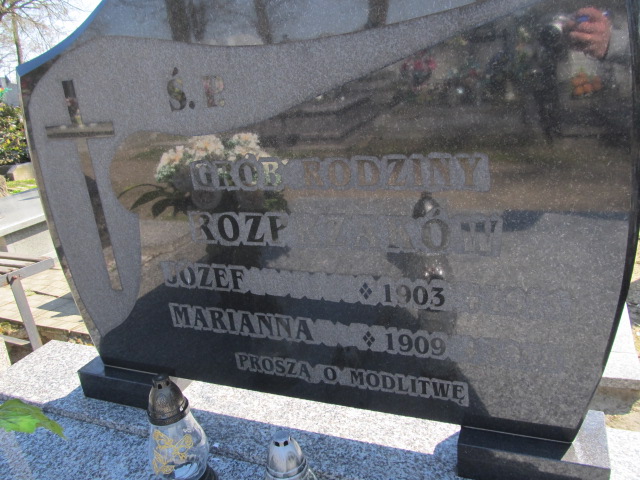 Ś. P.
GRÓB RODZINY
JÓZEF ❖ 1903
MARIANNA ❖ 1909
PROSZĄ O MODLITWĘ